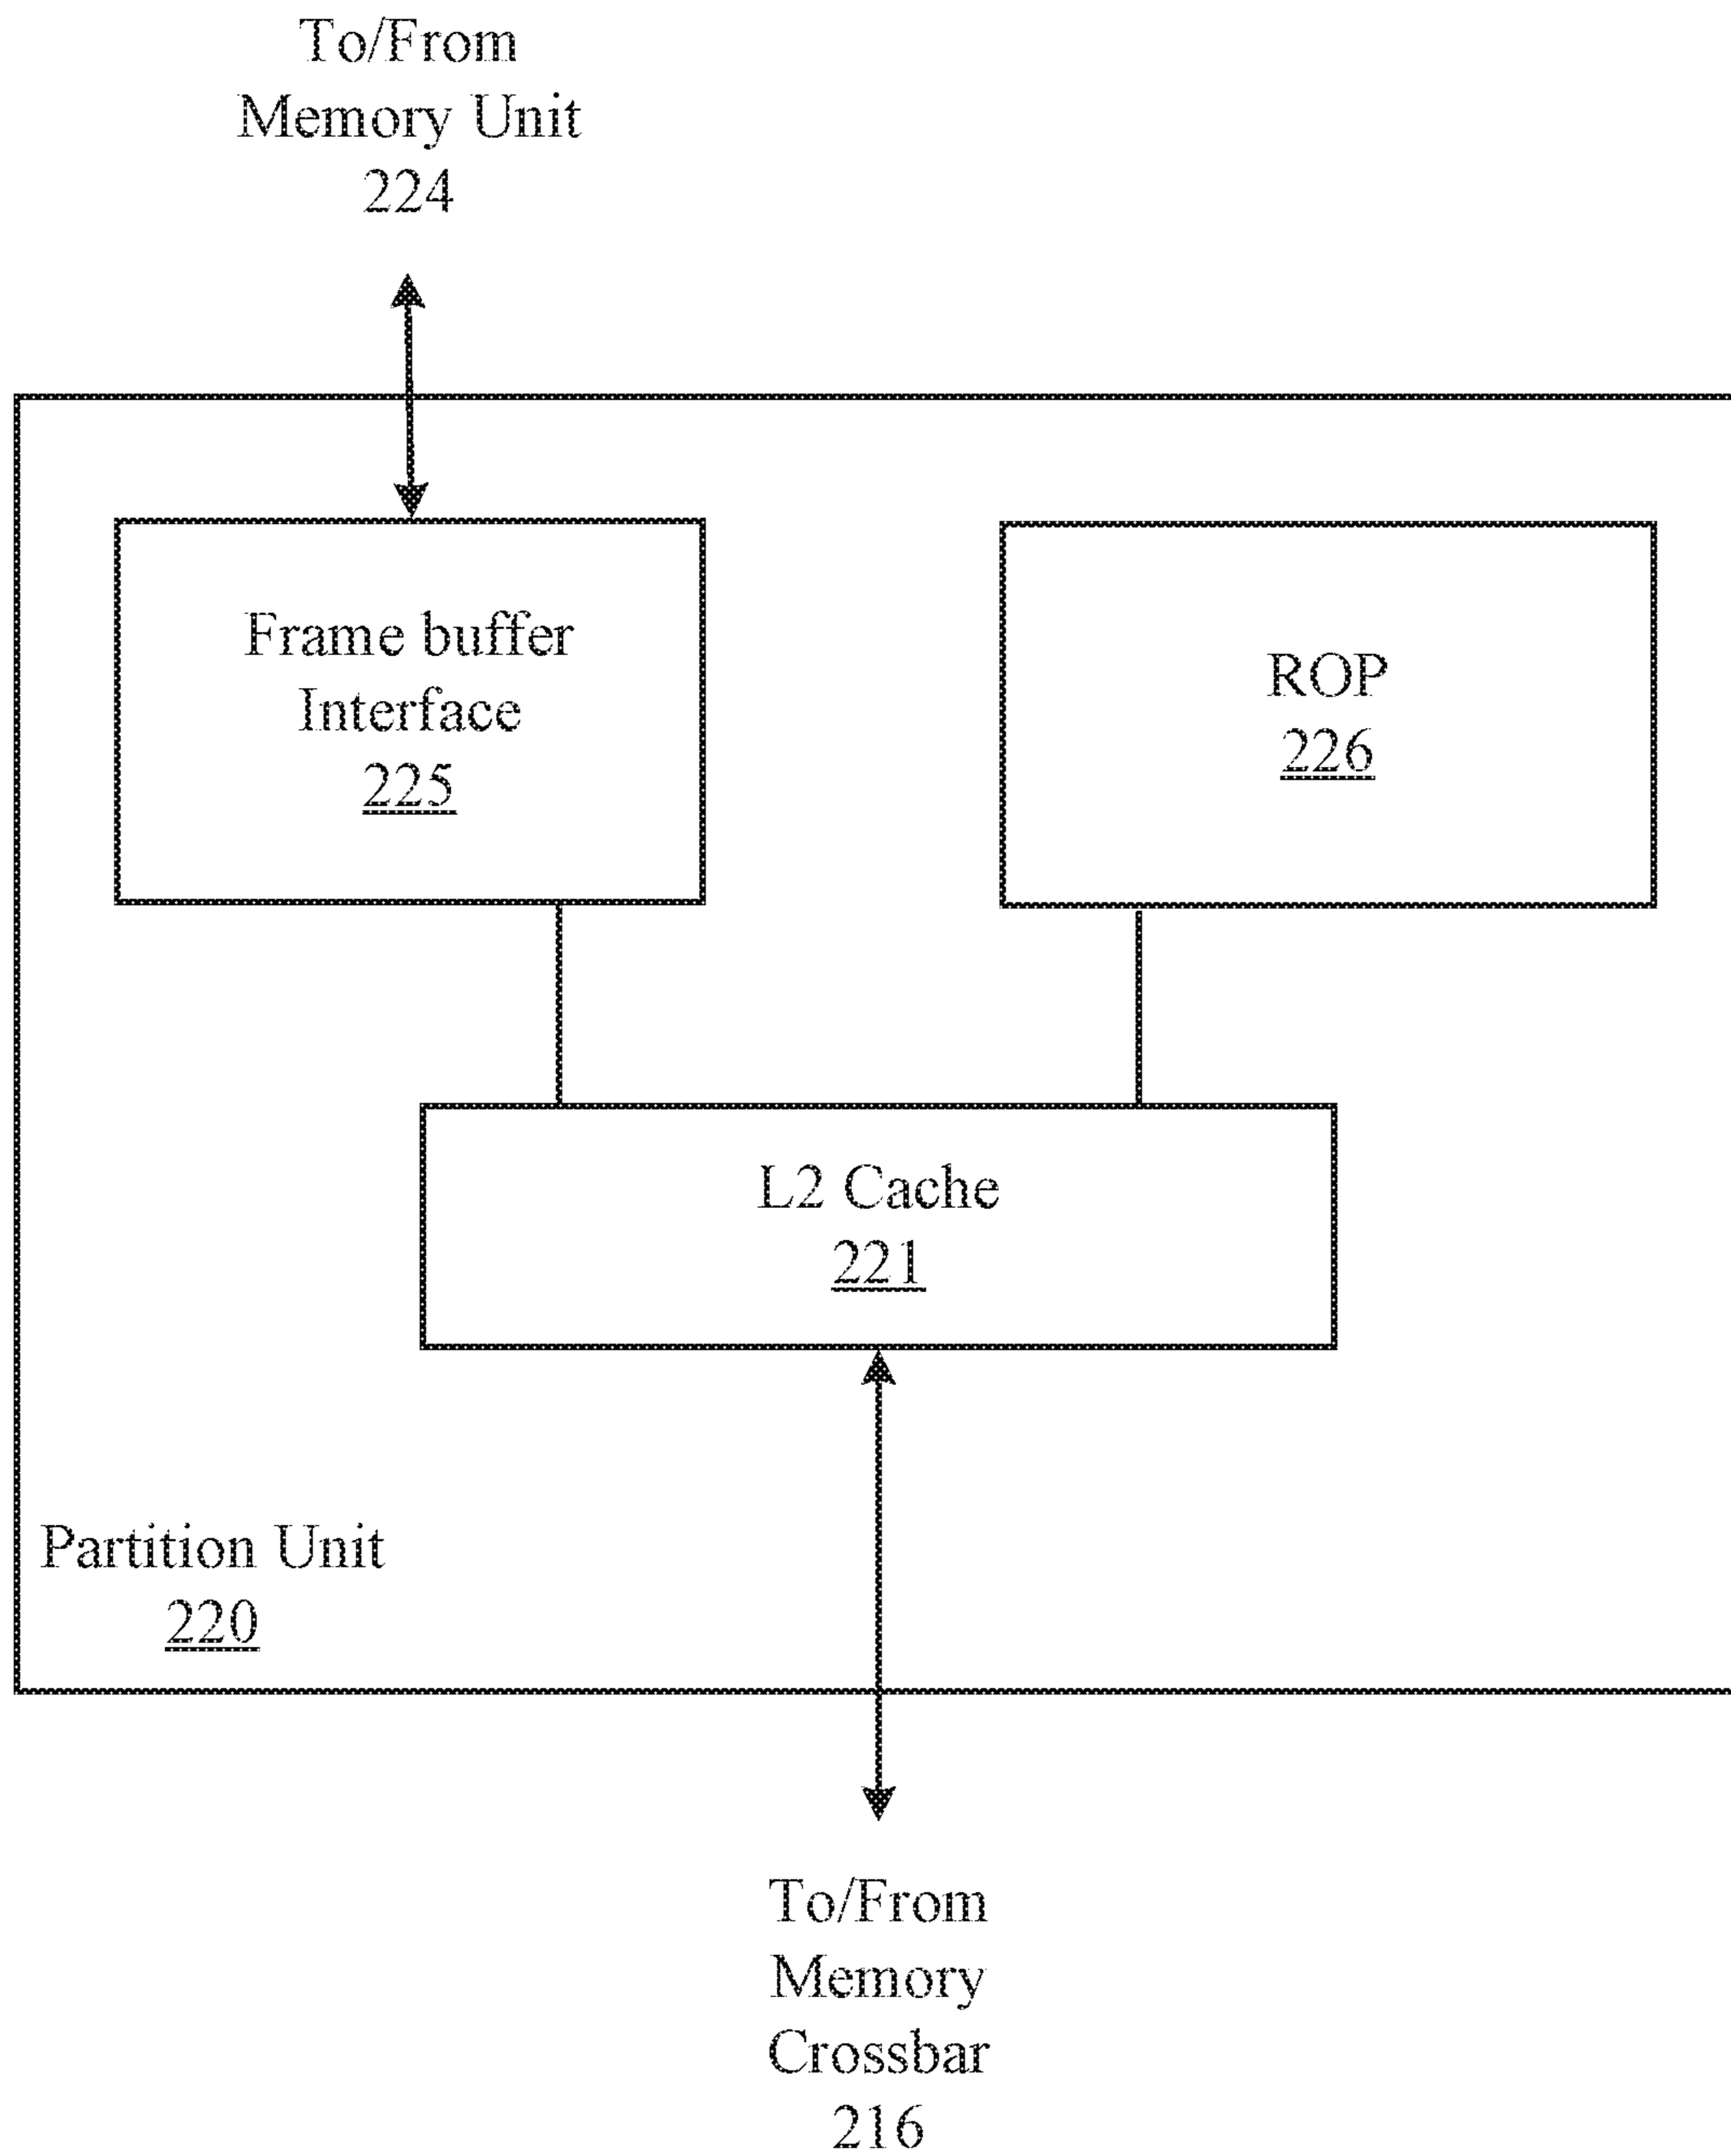 To/From
Memory Unit
224
Frame buffer
Interface
225
ROP
226
L2 Cache
221
Partition Unit
220
To/From
Memory
Crossbar
216